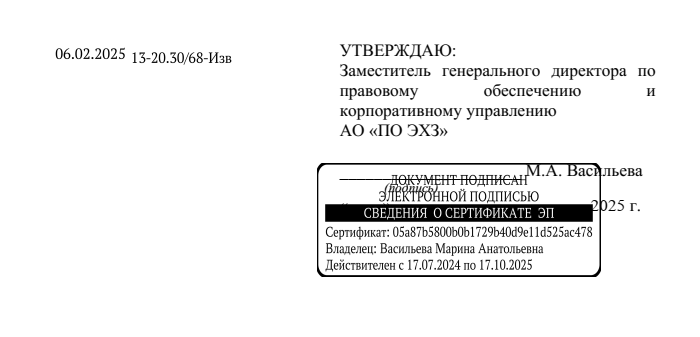 06.02.2025 13-20.30/68-Изв
УТВЕРЖДАЮ:
Заместитель генерального директора по
правовому обеспечению и
корпоративному управлению
АО «ПО ЭХЗ»
М.А. Васильева
(подпись)
2025 г.
ДОКУМЕНТ ПОДПИСАН
ЭЛЕКТРОННОЙ ПОДПИСЬЮ
СВЕДЕНИЯ О СЕРТИФИКАТЕ ЭП
Сертификат: 05a87b5800b0b1729b40d9e11d525ac478
Владелец: Васильева Марина Анатольевна
Действителен с 17.07.2024 по 17.10.2025